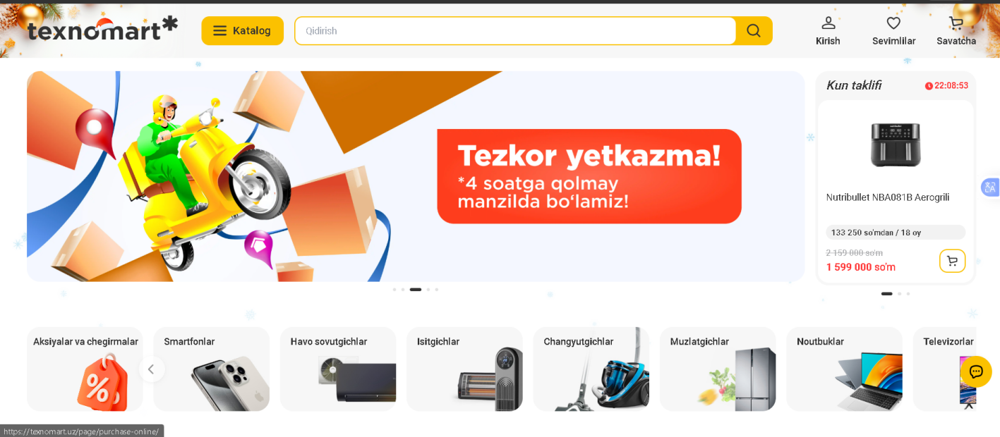 texnomart*
Katalog
Qidirish
Kirish
Sevimlilar
Savatcha
Tezkor yetkazma!
*4 soatga qolmay
manzilda bo‘lamiz!
Kun taklifi
22:08:53
Nutribullet NBA081B Aerogrili
133 250 so'mdan / 18 oy
2 159 000 so'm
1 599 000 so'm
Aksiyalar va chegirmalar
Smartfonlar
Havo sovutgichlar
Isitgichlar
Changyutgichlar
Muzlatgichlar
Noutbuklar
Televizorlar
%
https://texnomart.uz/page/purchase-online/